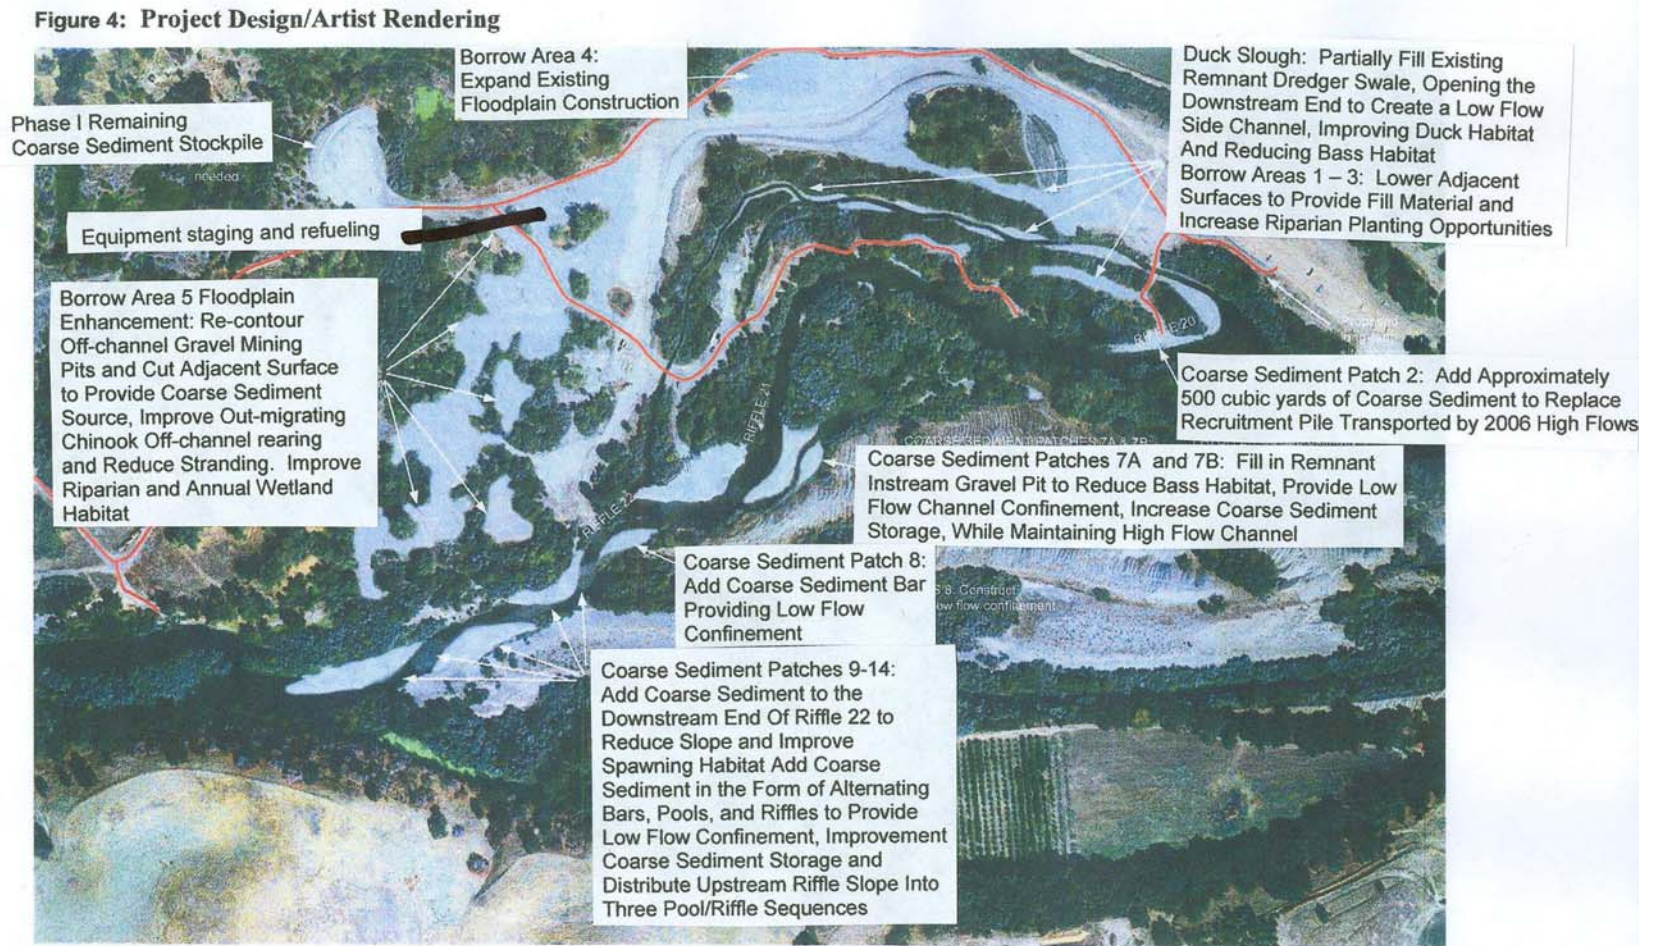 Figure 4: Project Design/Artist Rendering
Borrow Area 4:
Expand Existing
Floodplain Construction
Duck Slough: Partially Fill Existing
Remnant Dredger Swale, Opening the
Downstream End to Create a Low Flow
Side Channel, Improving Duck Habitat
And Reducing Bass Habitat
Borrow Areas 1 – 3: Lower Adjacent
Surfaces to Provide Fill Material and
Increase Riparian Planting Opportunities
Phase I Remaining
Coarse Sediment Stockpile
needed
Equipment staging and refueling
Borrow Area 5 Floodplain
Enhancement: Re-contour
Off-channel Gravel Mining
Pits and Cut Adjacent Surface
to Provide Coarse Sediment
Source, Improve Out-migrating
Chinook Off-channel rearing
and Reduce Stranding. Improve
Riparian and Annual Wetland
Habitat
RIFFLE 20
Coarse Sediment Patch 2: Add Approximately
500 cubic yards of Coarse Sediment to Replace
Recruitment Pile Transported by 2006 High Flows
RIFFLE 21
COARSE SEDIMENT PATCHES 7A & 7B
Coarse Sediment Patches 7A and 7B: Fill in Remnant
Instream Gravel Pit to Reduce Bass Habitat, Provide Low
Flow Channel Confinement, Increase Coarse Sediment
Storage, While Maintaining High Flow Channel
RIFFLE 22
Coarse Sediment Patch 8:
Add Coarse Sediment Bar
Providing Low Flow
Confinement
S 8. Construct
ow flow confinement
Coarse Sediment Patches 9-14:
Add Coarse Sediment to the
Downstream End Of Riffle 22 to
Reduce Slope and Improve
Spawning Habitat Add Coarse
Sediment in the Form of Alternating
Bars, Pools, and Riffles to Provide
Low Flow Confinement, Improvement
Coarse Sediment Storage and
Distribute Upstream Riffle Slope Into
Three Pool/Riffle Sequences